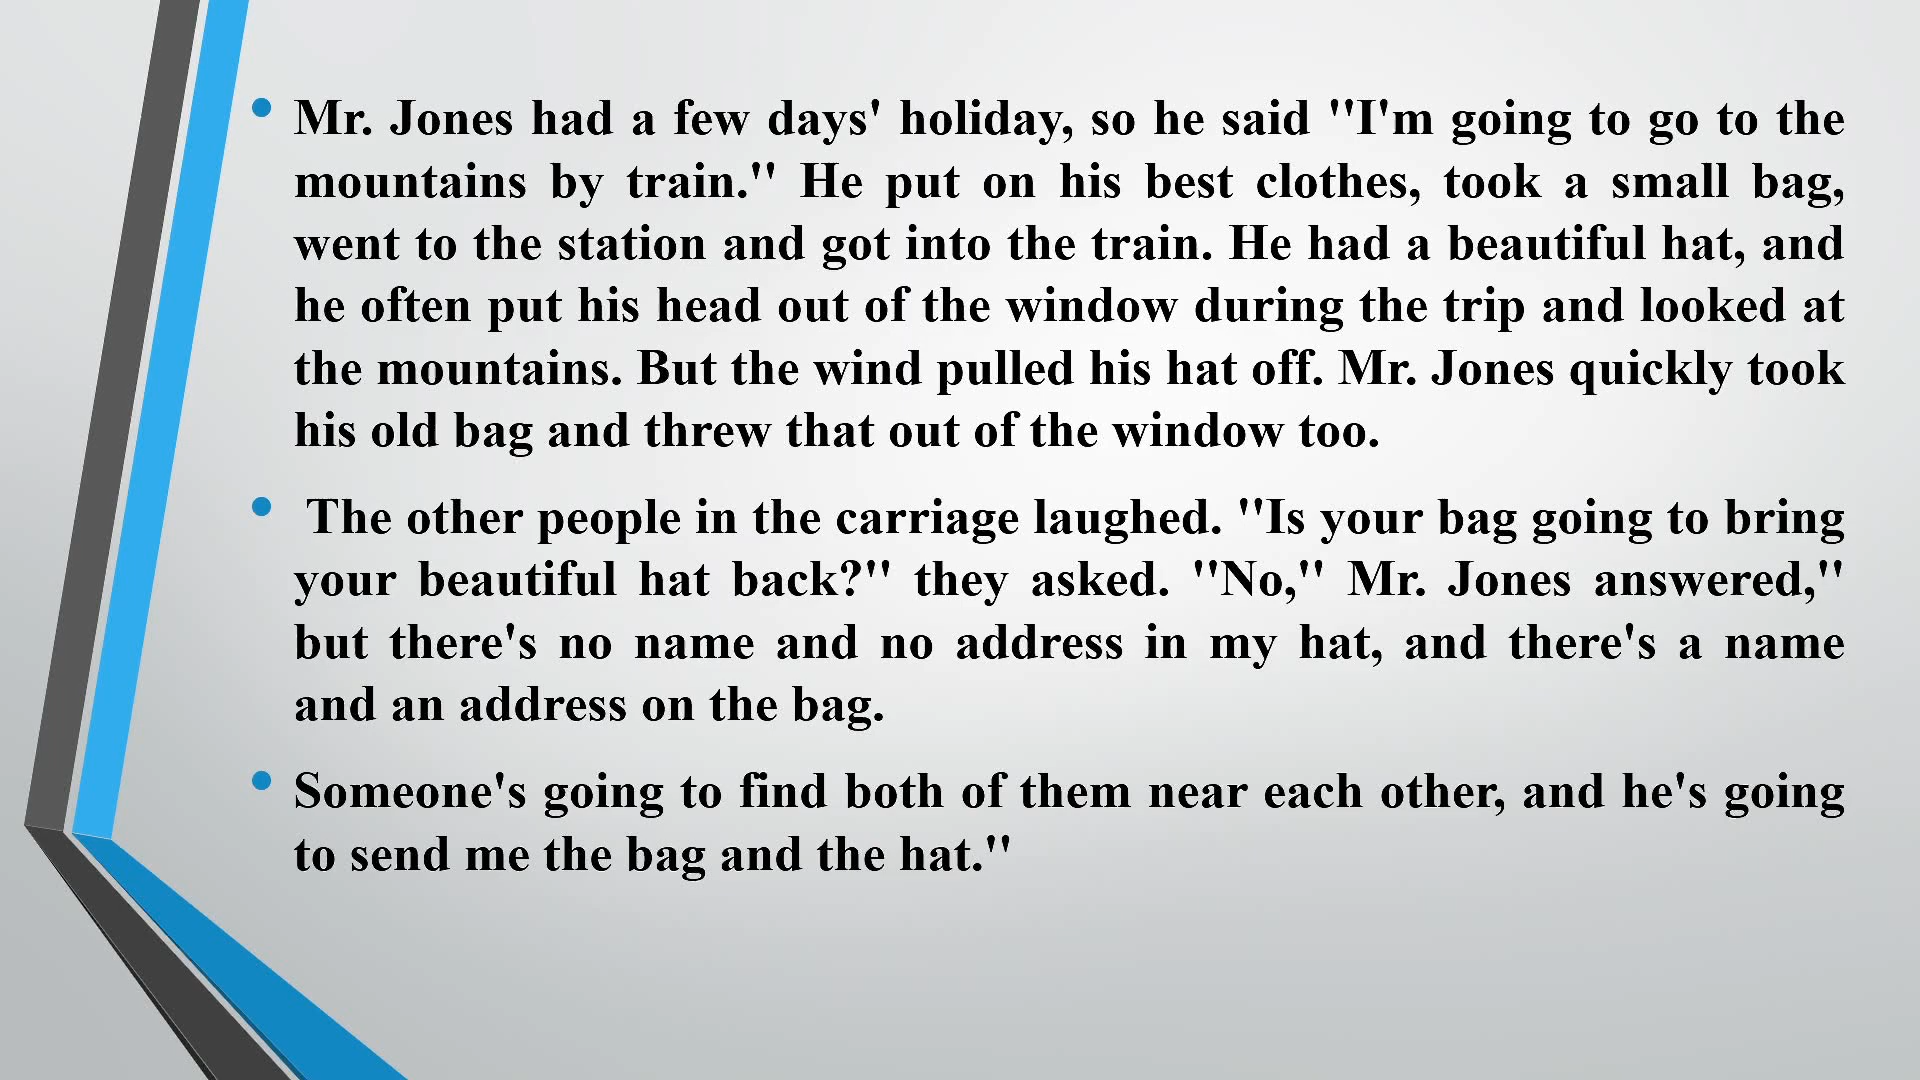 Mr. Jones had a few days' holiday, so he said ''I'm going to go to the
mountains by train.'' He put on his best clothes, took a small bag,
went to the station and got into the train. He had a beautiful hat, and
he often put his head out of the window during the trip and looked at
the mountains. But the wind pulled his hat off. Mr. Jones quickly took
his old bag and threw that out of the window too.
The other people in the carriage laughed. ''Is your bag going to bring
your beautiful hat back?'' they asked. ''No,'' Mr. Jones answered,''
but there's no name and no address in my hat, and there's a name
and an address on the bag.
Someone's going to find both of them near each other, and he's going
to send me the bag and the hat.''